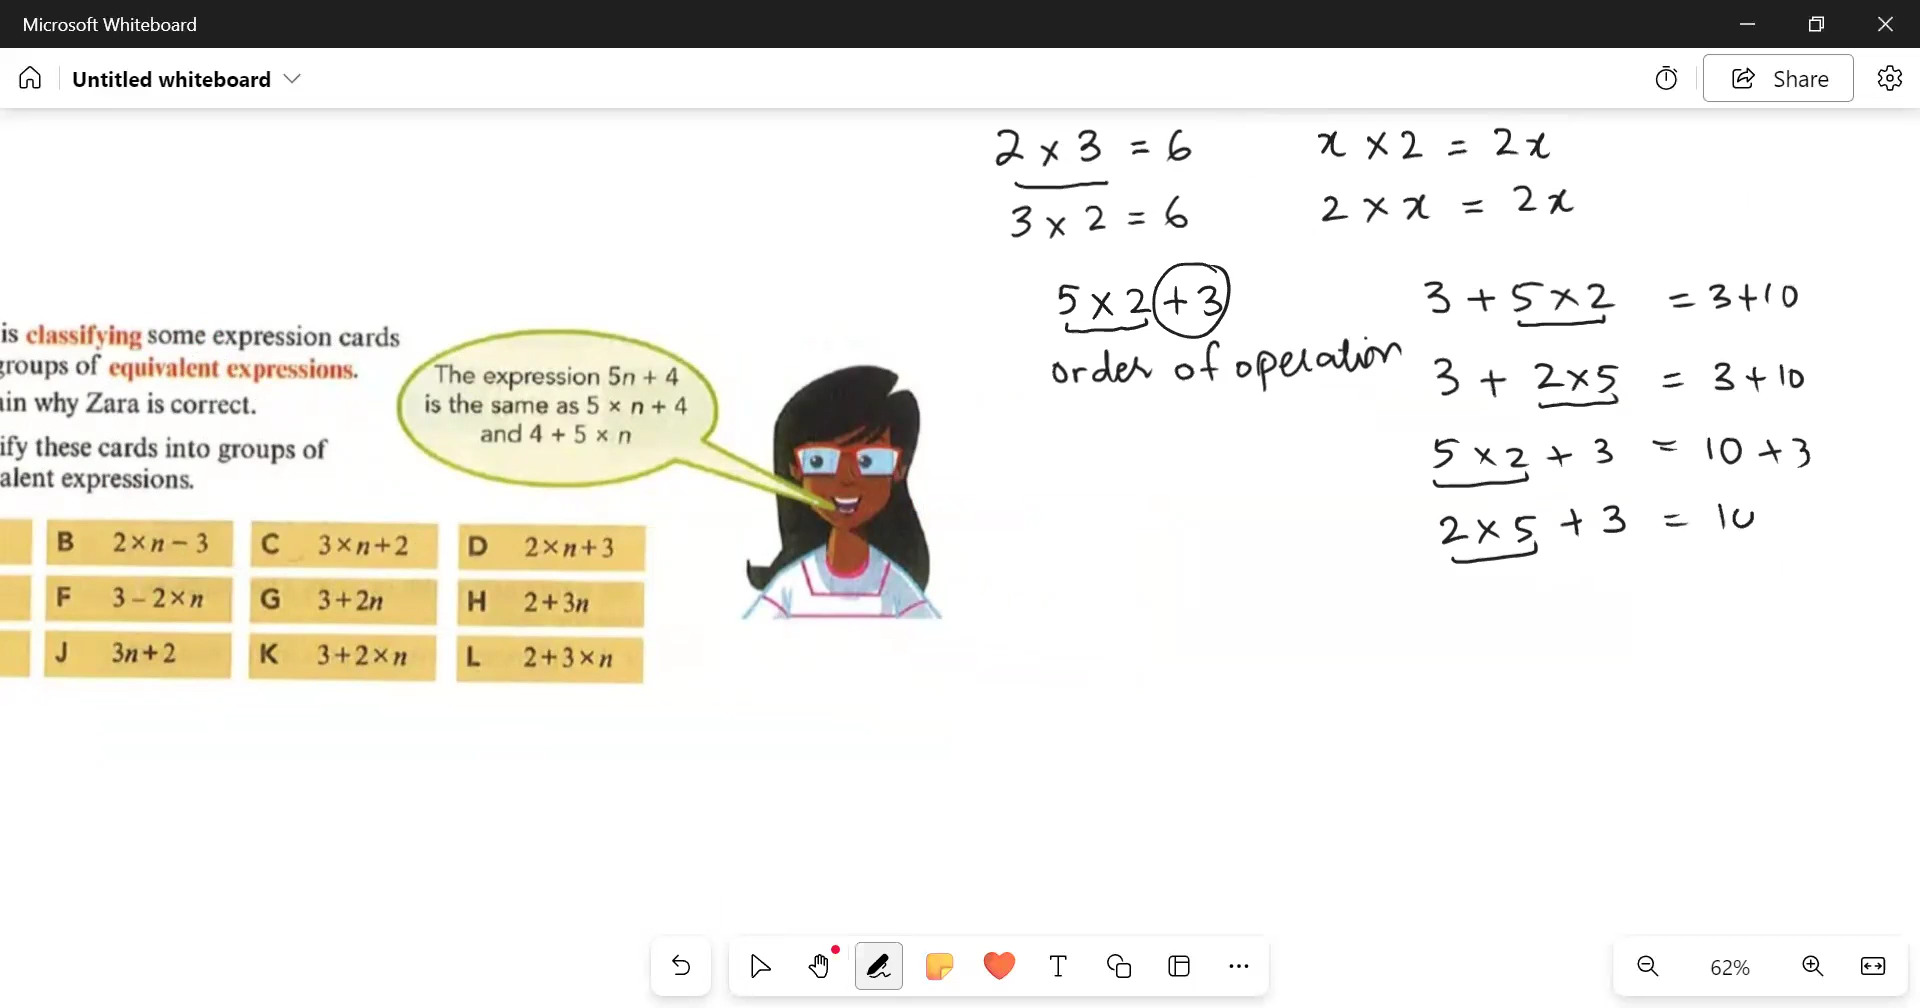 Microsoft Whiteboard
Untitled whiteboard
Share
2 × 3 = 6
3 × 2 = 6
x × 2 = 2x
2 × x = 2x
5 × 2 + 3
order of operation
3 + 5 × 2 = 3 + 10
3 + 2 × 5 = 3 + 10
5 × 2 + 3 = 10 + 3
2 × 5 + 3 = 10
is classifying some expression cards
groups of equivalent expressions.
ain why Zara is correct.
ify these cards into groups of
alent expressions.
The expression 5n + 4
is the same as 5 × n + 4
and 4 + 5 × n
B 2×n−3 C 3×n+2 D 2×n+3
F 3−2×n G 3+2n H 2+3n
J 3n+2 K 3+2×n L 2+3×n
T
62%